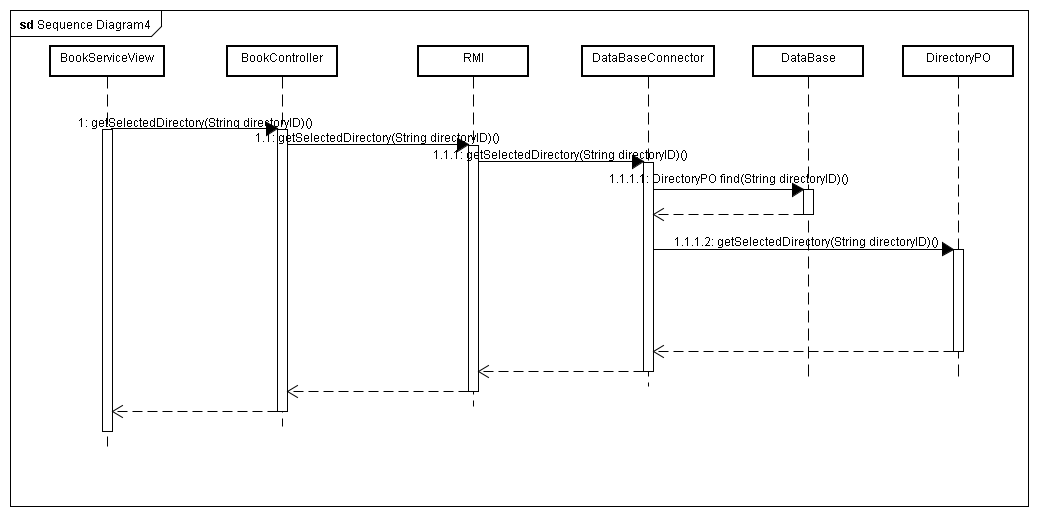 sd Sequence Diagram4
BookServiceView
BookController
RMI
DataBaseConnector
DataBase
DirectoryPO
1: getSelectedDirectory(String directoryID)()
1.1: getSelectedDirectory(String directoryID)()
1.1.1: getSelectedDirectory(String directoryID)()
1.1.1.1: DirectoryPO find(String directoryID)()
1.1.1.2: getSelectedDirectory(String directoryID)()